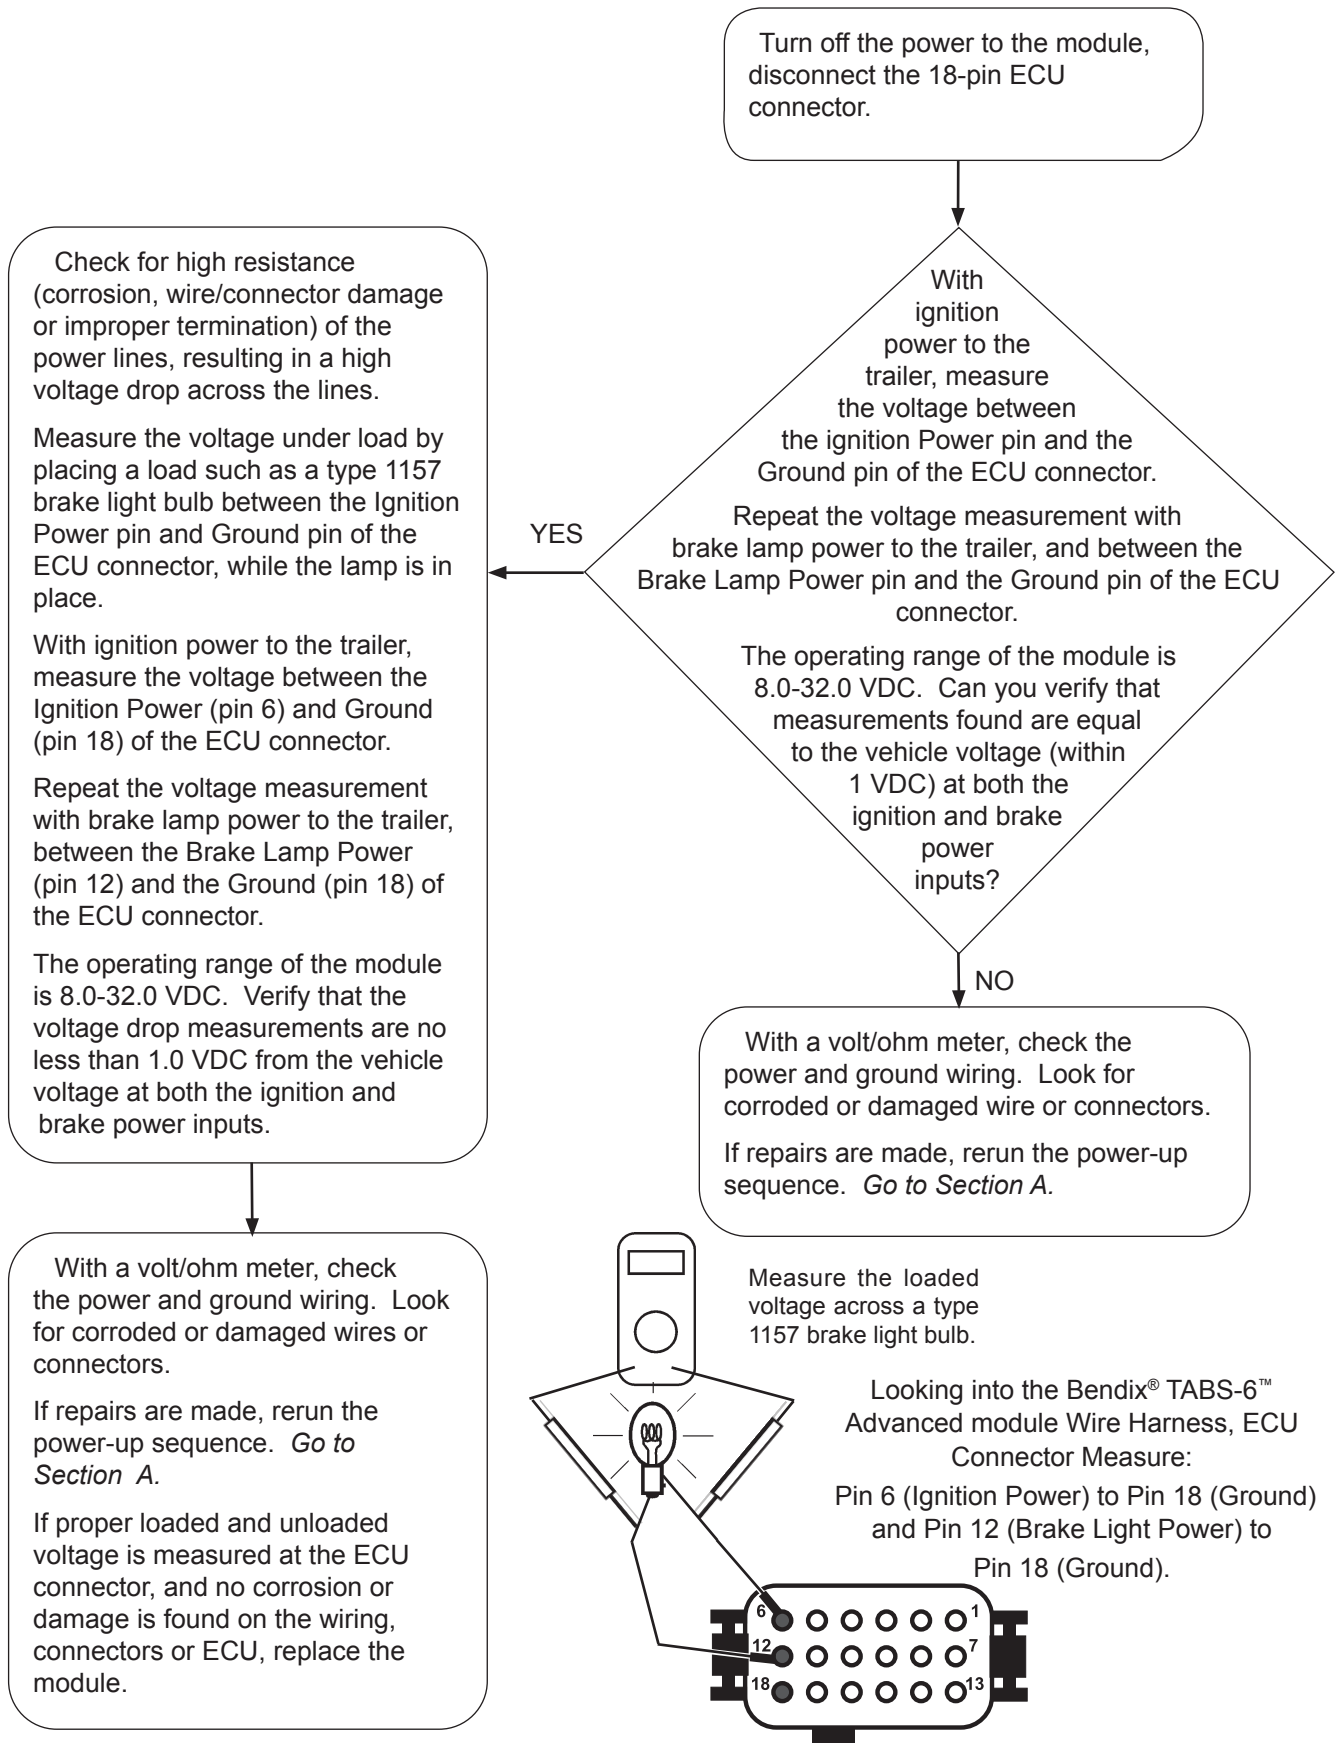 Turn off the power to the module,
disconnect the 18-pin ECU
connector.
With
ignition
power to the
trailer, measure
the voltage between
the ignition Power pin and the
Ground pin of the ECU connector.
Repeat the voltage measurement with
brake lamp power to the trailer, and between the
Brake Lamp Power pin and the Ground pin of the ECU
connector.
The operating range of the module is
8.0-32.0 VDC. Can you verify that
measurements found are equal
to the vehicle voltage (within
1 VDC) at both the
ignition and brake
power
inputs?
YES
Check for high resistance
(corrosion, wire/connector damage
or improper termination) of the
power lines, resulting in a high
voltage drop across the lines.
Measure the voltage under load by
placing a load such as a type 1157
brake light bulb between the Ignition
Power pin and Ground pin of the
ECU connector, while the lamp is in
place.
With ignition power to the trailer,
measure the voltage between the
Ignition Power (pin 6) and Ground
(pin 18) of the ECU connector.
Repeat the voltage measurement
with brake lamp power to the trailer,
between the Brake Lamp Power
(pin 12) and the Ground (pin 18) of
the ECU connector.
The operating range of the module
is 8.0-32.0 VDC. Verify that the
voltage drop measurements are no
less than 1.0 VDC from the vehicle
voltage at both the ignition and
brake power inputs.
With a volt/ohm meter, check
the power and ground wiring. Look
for corroded or damaged wires or
connectors.
If repairs are made, rerun the
power-up sequence. Go to
Section A.
If proper loaded and unloaded
voltage is measured at the ECU
connector, and no corrosion or
damage is found on the wiring,
connectors or ECU, replace the
module.
NO
With a volt/ohm meter, check the
power and ground wiring. Look for
corroded or damaged wire or connectors.
If repairs are made, rerun the power-up
sequence. Go to Section A.
Measure the loaded
voltage across a type
1157 brake light bulb.
Looking into the Bendix® TABS-6™
Advanced module Wire Harness, ECU
Connector Measure:
Pin 6 (Ignition Power) to Pin 18 (Ground)
and Pin 12 (Brake Light Power) to
Pin 18 (Ground).
6 1
12 7
18 13